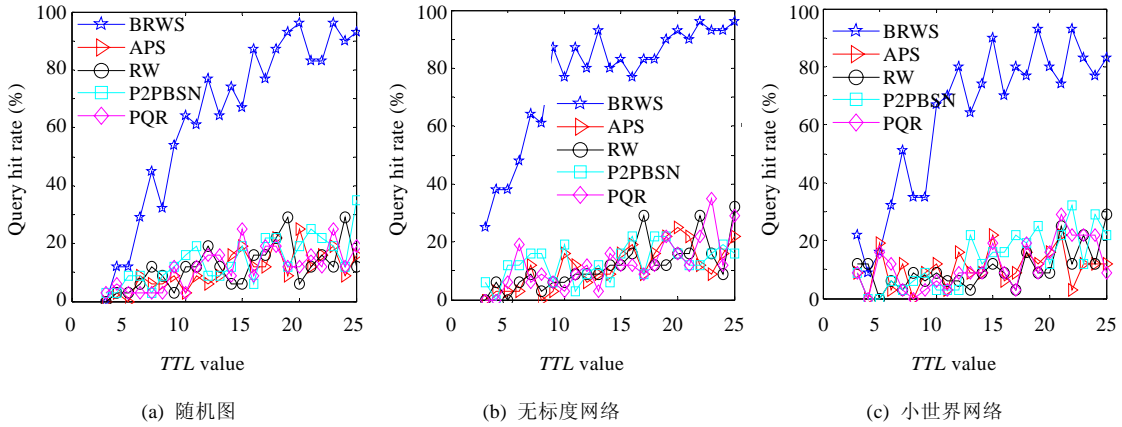 Query hit rate (%)
100
80
60
40
20
0
BRWS
APS
RW
P2PBSN
PQR
0 5 10 15 20 25
TTL value
(a) 随机图
Query hit rate (%)
100
80
60
40
20
0
BRWS
APS
RW
P2PBSN
PQR
0 5 10 15 20 25
TTL value
(b) 无标度网络
Query hit rate (%)
100
80
60
40
20
0
BRWS
APS
RW
P2PBSN
PQR
0 5 10 15 20 25
TTL value
(c) 小世界网络